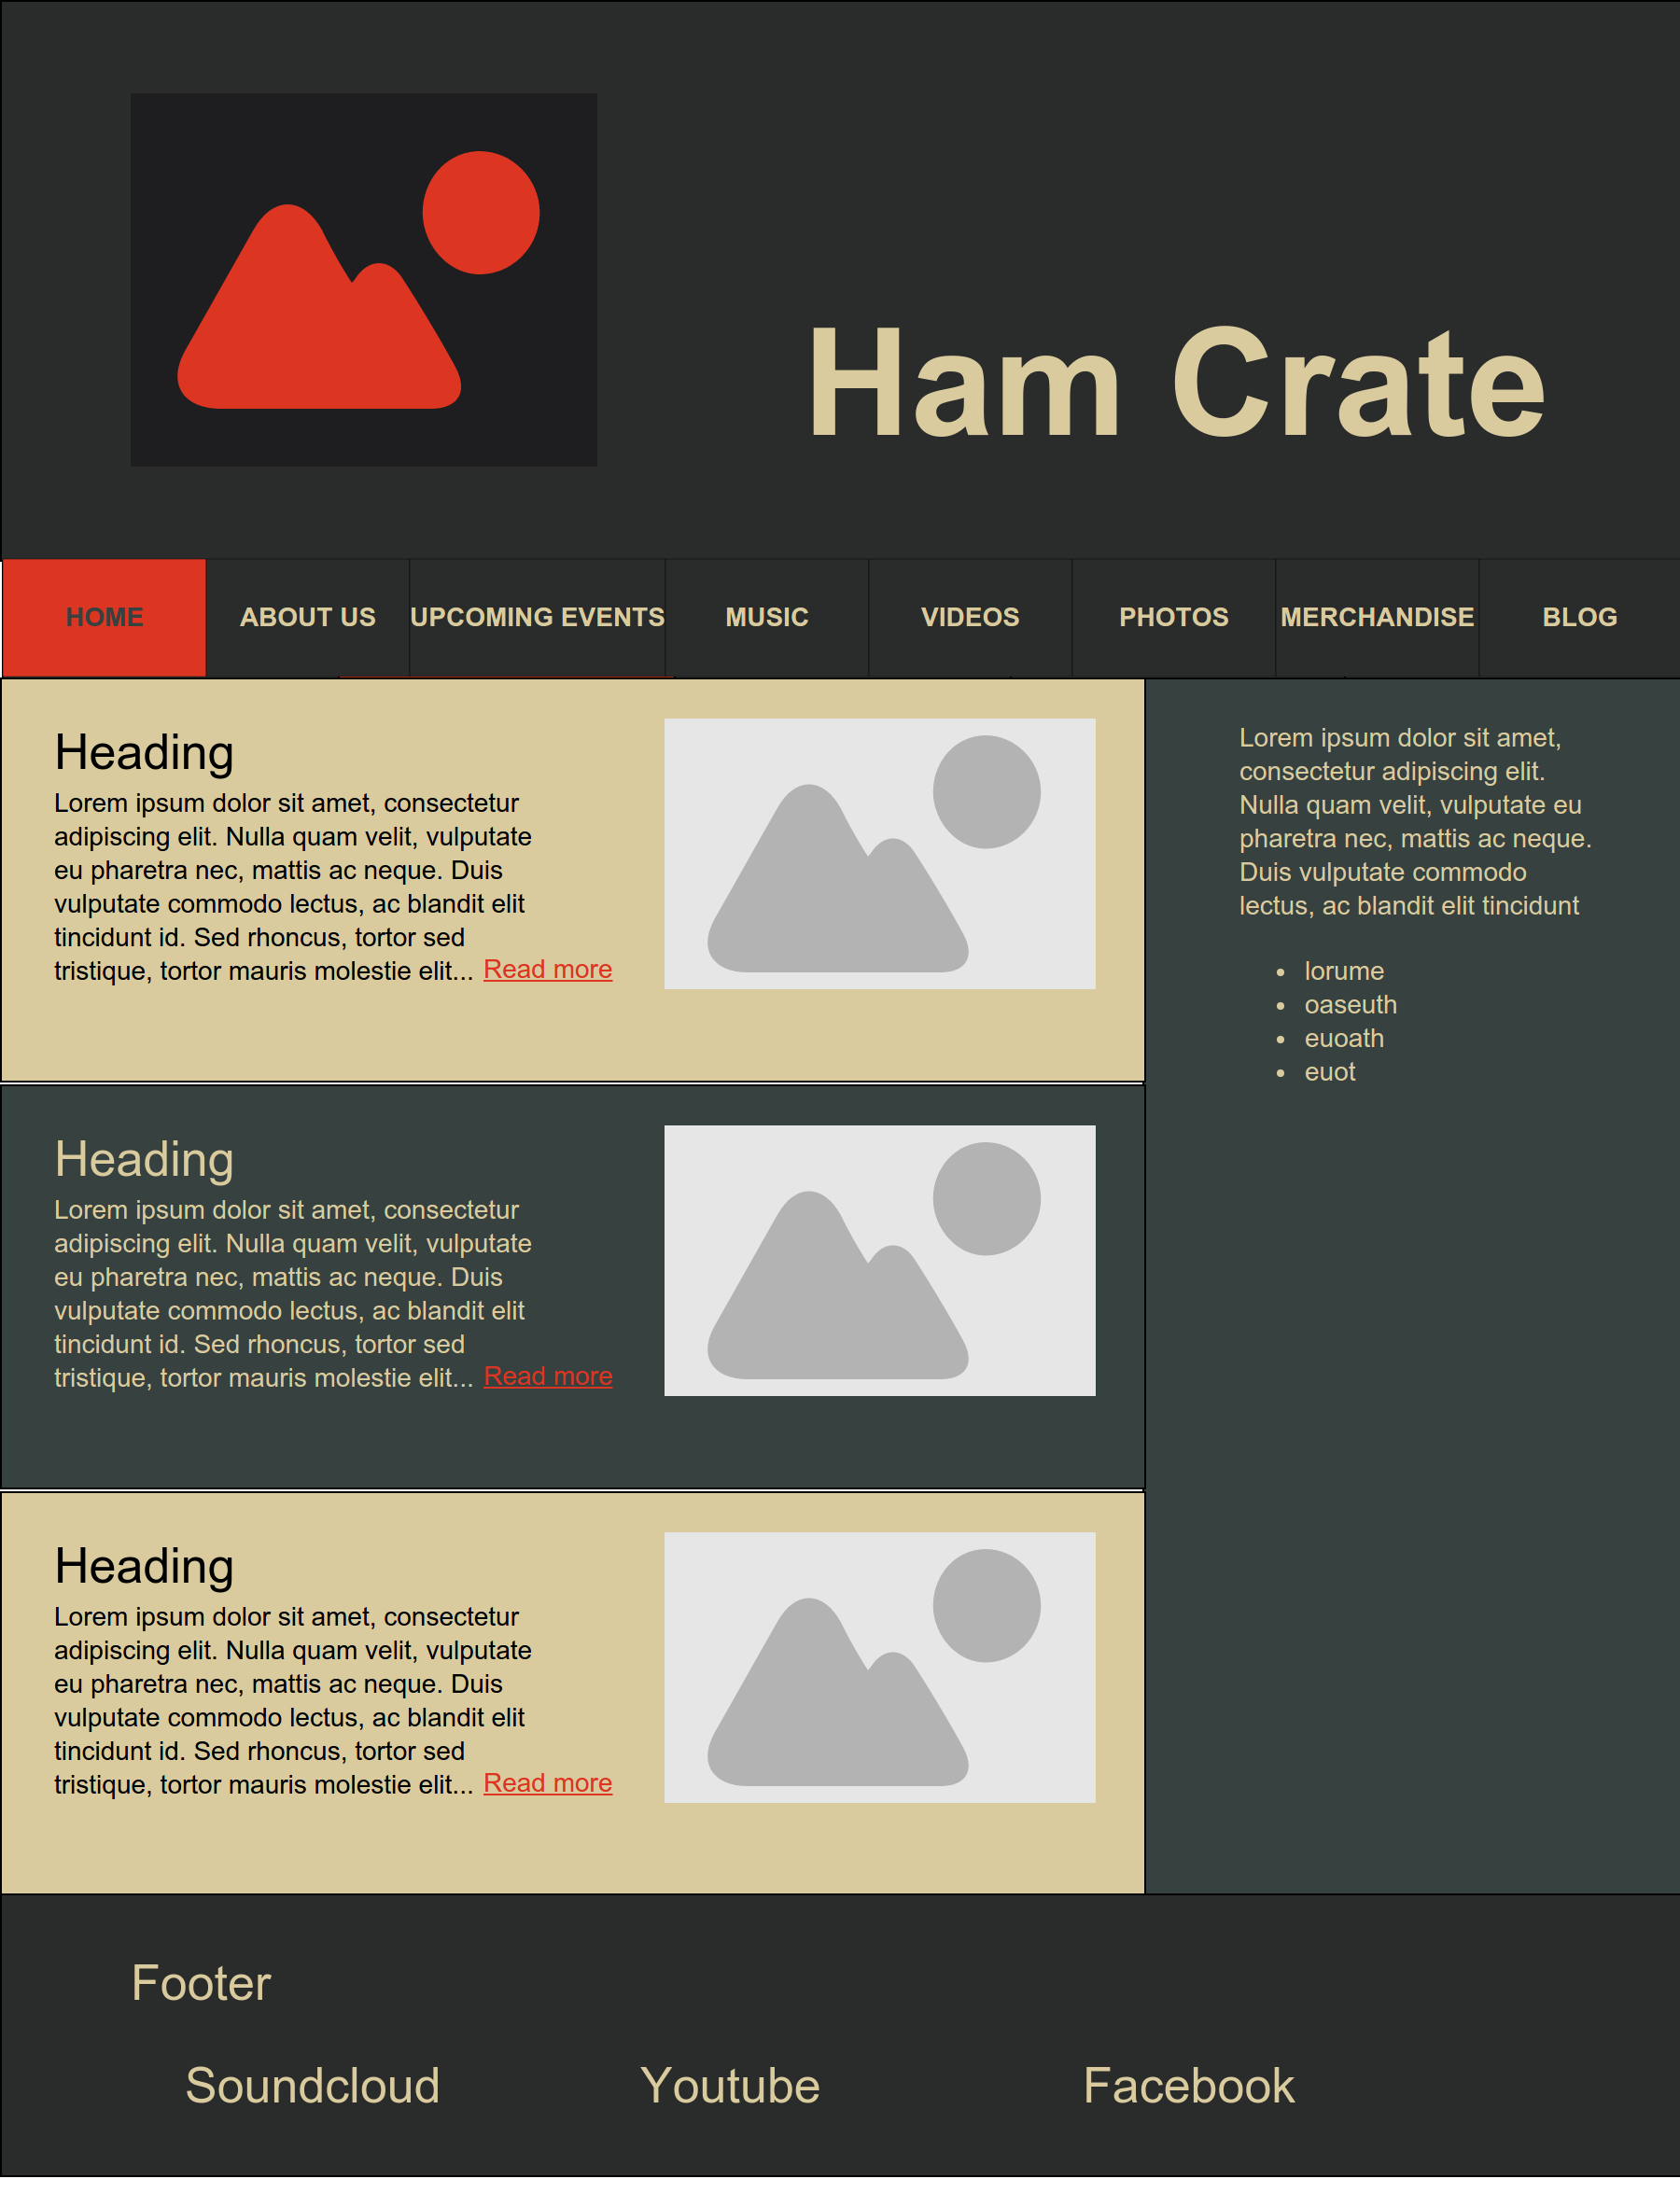 Ham Crate
HOME ABOUT US UPCOMING EVENTS MUSIC VIDEOS PHOTOS MERCHANDISE BLOG
Heading
Lorem ipsum dolor sit amet, consectetur
adipiscing elit. Nulla quam velit, vulputate
eu pharetra nec, mattis ac neque. Duis
vulputate commodo lectus, ac blandit elit
tincidunt id. Sed rhoncus, tortor sed
tristique, tortor mauris molestie elit... Read more
Lorem ipsum dolor sit amet,
consectetur adipiscing elit.
Nulla quam velit, vulputate eu
pharetra nec, mattis ac neque.
Duis vulputate commodo
lectus, ac blandit elit tincidunt
• lorume
• oaseuth
• euoath
• euot
Heading
Lorem ipsum dolor sit amet, consectetur
adipiscing elit. Nulla quam velit, vulputate
eu pharetra nec, mattis ac neque. Duis
vulputate commodo lectus, ac blandit elit
tincidunt id. Sed rhoncus, tortor sed
tristique, tortor mauris molestie elit... Read more
Heading
Lorem ipsum dolor sit amet, consectetur
adipiscing elit. Nulla quam velit, vulputate
eu pharetra nec, mattis ac neque. Duis
vulputate commodo lectus, ac blandit elit
tincidunt id. Sed rhoncus, tortor sed
tristique, tortor mauris molestie elit... Read more
Footer
Soundcloud Youtube Facebook